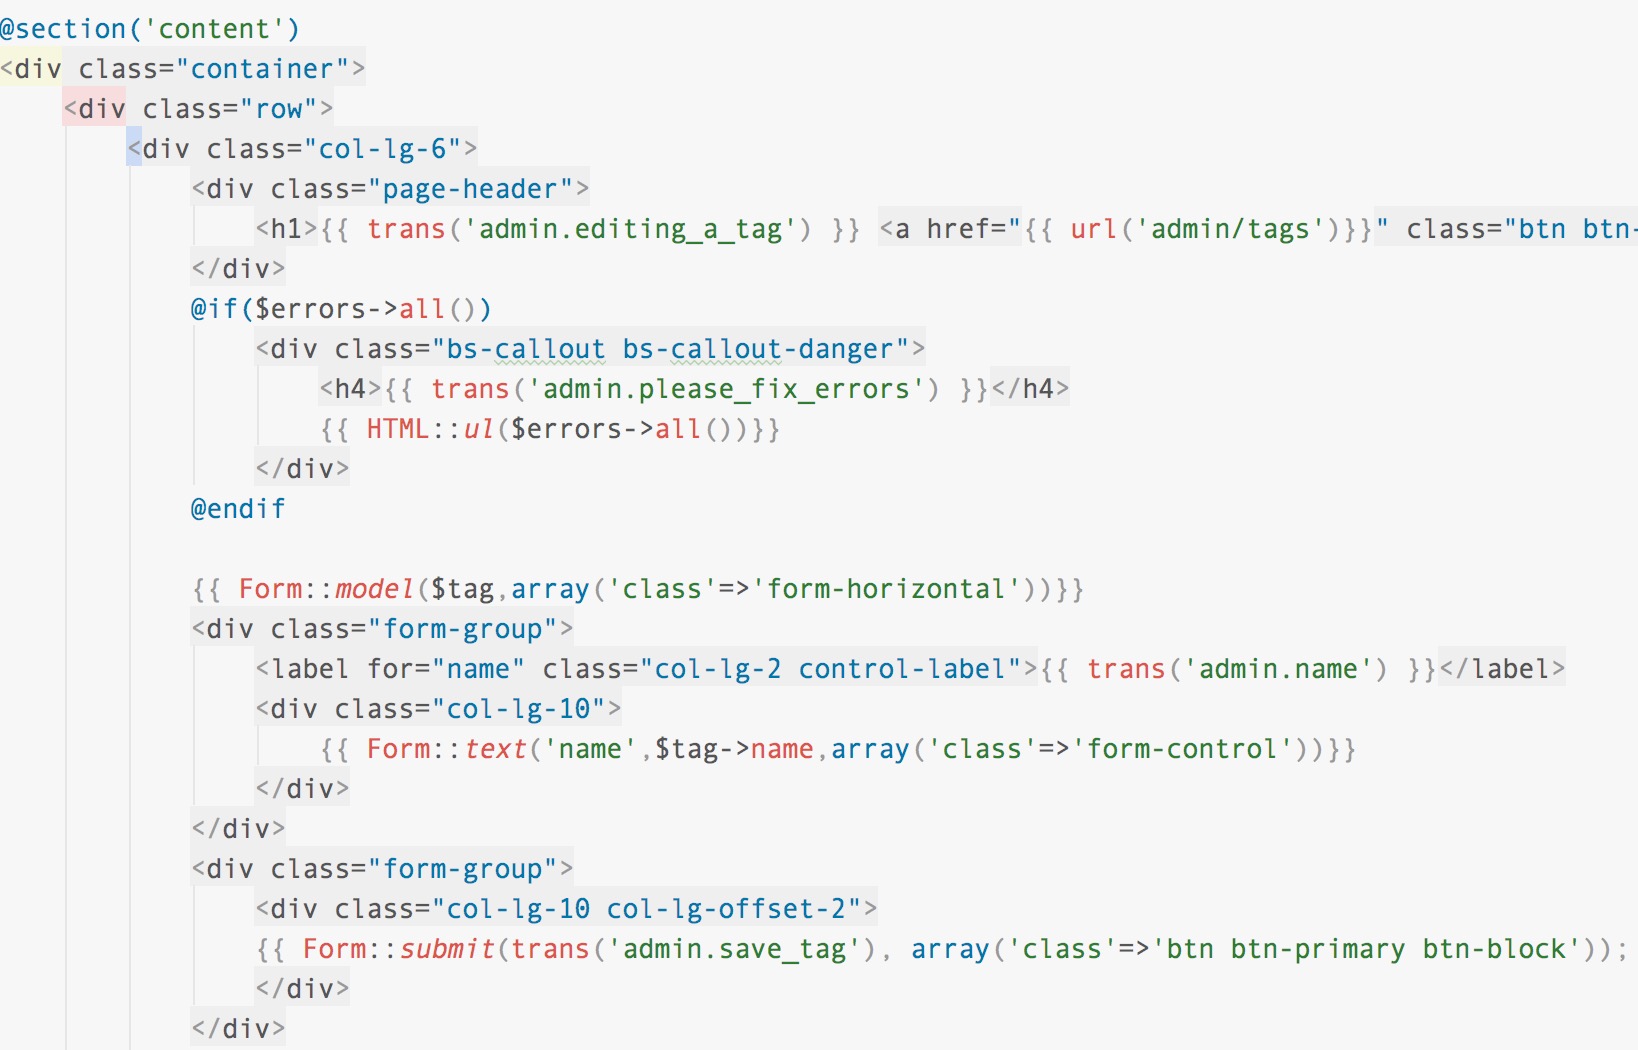 @section('content')
<div class="container">
    <div class="row">
        <div class="col-lg-6">
            <div class="page-header">
                <h1>{{ trans('admin.editing_a_tag') }} <a href="{{ url('admin/tags')}}" class="btn btn-
            </div>
            @if($errors->all())
                <div class="bs-callout bs-callout-danger">
                    <h4>{{ trans('admin.please_fix_errors') }}</h4>
                    {{ HTML::ul($errors->all())}}
                </div>
            @endif

            {{ Form::model($tag,array('class'=>'form-horizontal'))}}
            <div class="form-group">
                <label for="name" class="col-lg-2 control-label">{{ trans('admin.name') }}</label>
                <div class="col-lg-10">
                    {{ Form::text('name',$tag->name,array('class'=>'form-control'))}}
                </div>
            </div>
            <div class="form-group">
                <div class="col-lg-10 col-lg-offset-2">
                {{ Form::submit(trans('admin.save_tag'), array('class'=>'btn btn-primary btn-block'));
                </div>
            </div>